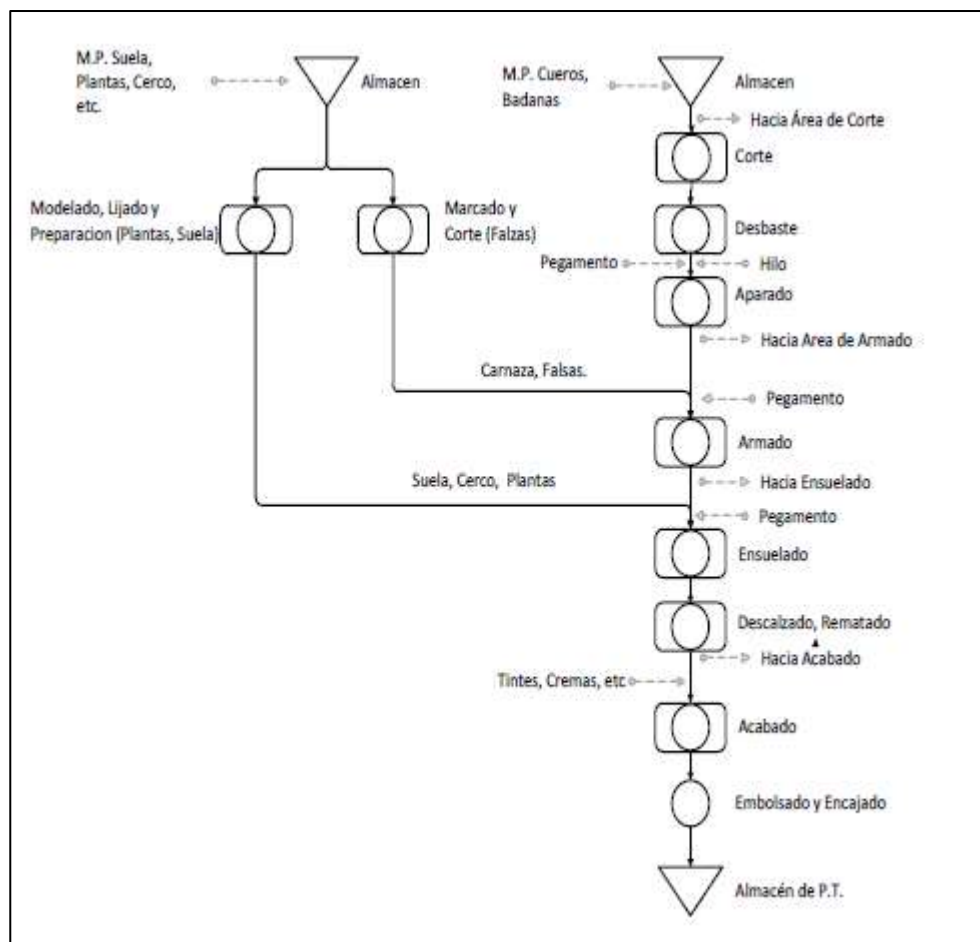 M.P. Suela,
Plantas, Cerco,
etc.
Almacen
M.P. Cueros,
Badanas
Almacen
Hacia Área de Corte
Corte
Modelado, Lijado y
Preparacion (Plantas, Suela)
Marcado y
Corte (Falzas)
Desbaste
Pegamento
Hilo
Aparado
Hacia Area de Armado
Carnaza, Falsas.
Pegamento
Armado
Suela, Cerco, Plantas
Hacia Ensuelado
Pegamento
Ensuelado
Descalzado, Rematado
Hacia Acabado
Tintes, Cremas, etc
Acabado
Embolsado y Encajado
Almacén de P.T.